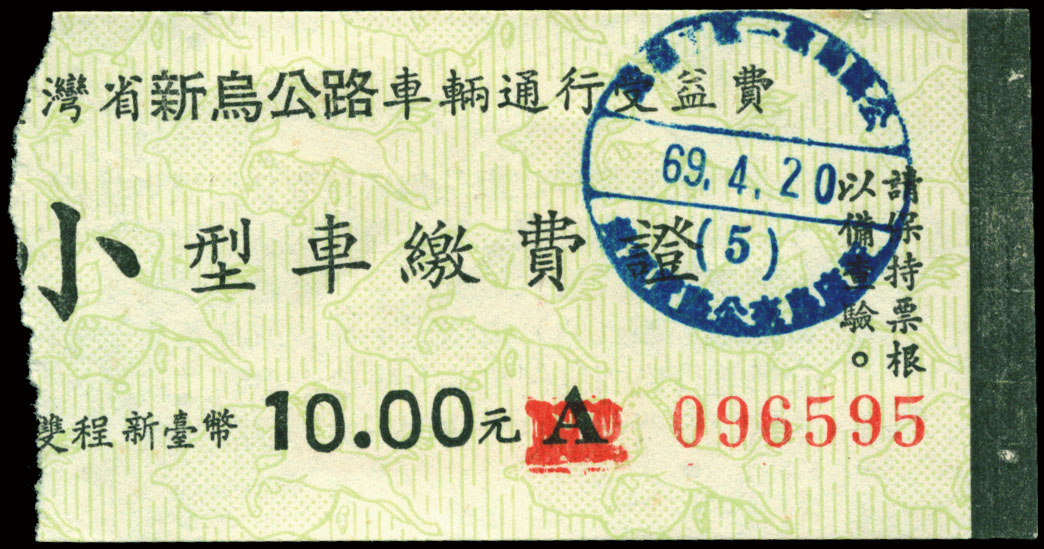 灣省新烏公路車輛通行受益費
小型車繳費證
雙程新臺幣10.00元 A 096595
請保持票根
以備查驗。
69.4.20
(5)